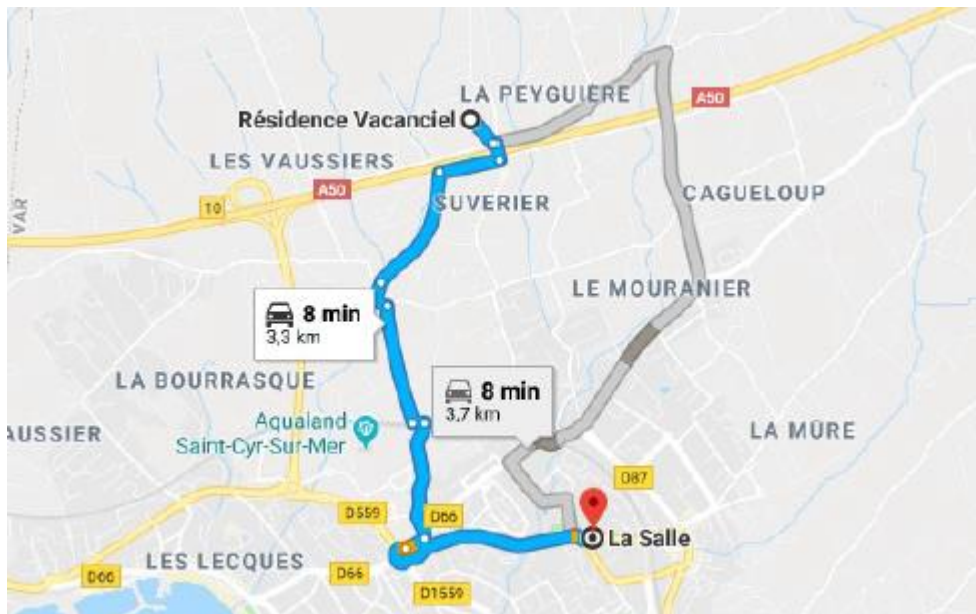 LA PEYGUIÈRE
A50
Résidence Vacanciel
LES VAUSSIERS
A50
SUVERIER
CAGUELOUP
10
VAR
LE MOURANIER
8 min
3,3 km
LA BOURRASQUE
8 min
3,7 km
AUSSIER
Aqualand
Saint-Cyr-Sur-Mer
LA MÛRE
D87
D559
D66
La Salle
LES LECQUES
D66
D66
D1559